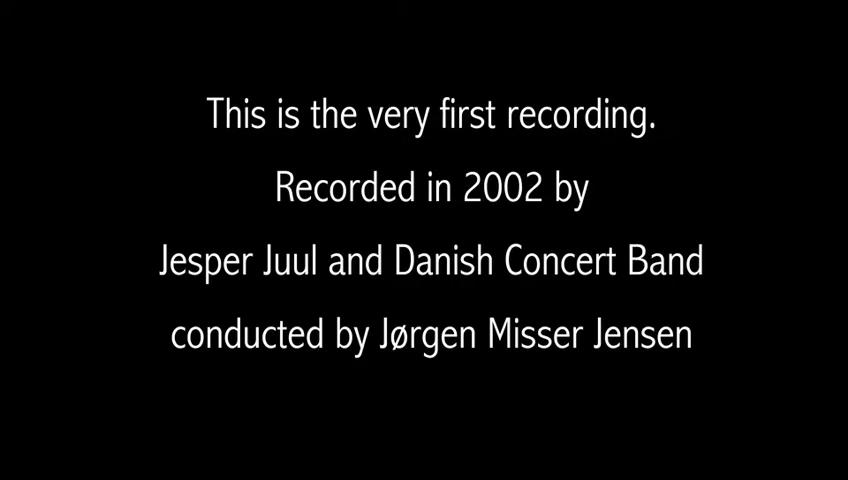 This is the very first recording.
Recorded in 2002 by
Jesper Juul and Danish Concert Band
conducted by Jørgen Misser Jensen